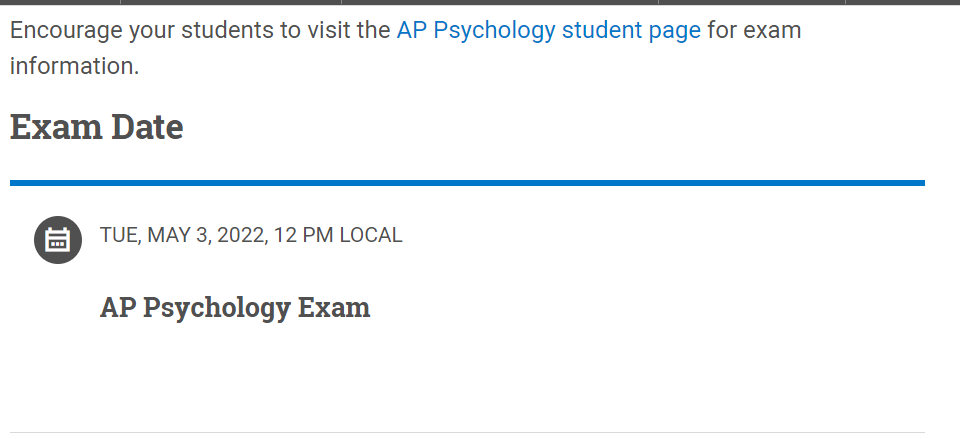 Encourage your students to visit the AP Psychology student page for exam
information.
Exam Date
TUE, MAY 3, 2022, 12 PM LOCAL
AP Psychology Exam